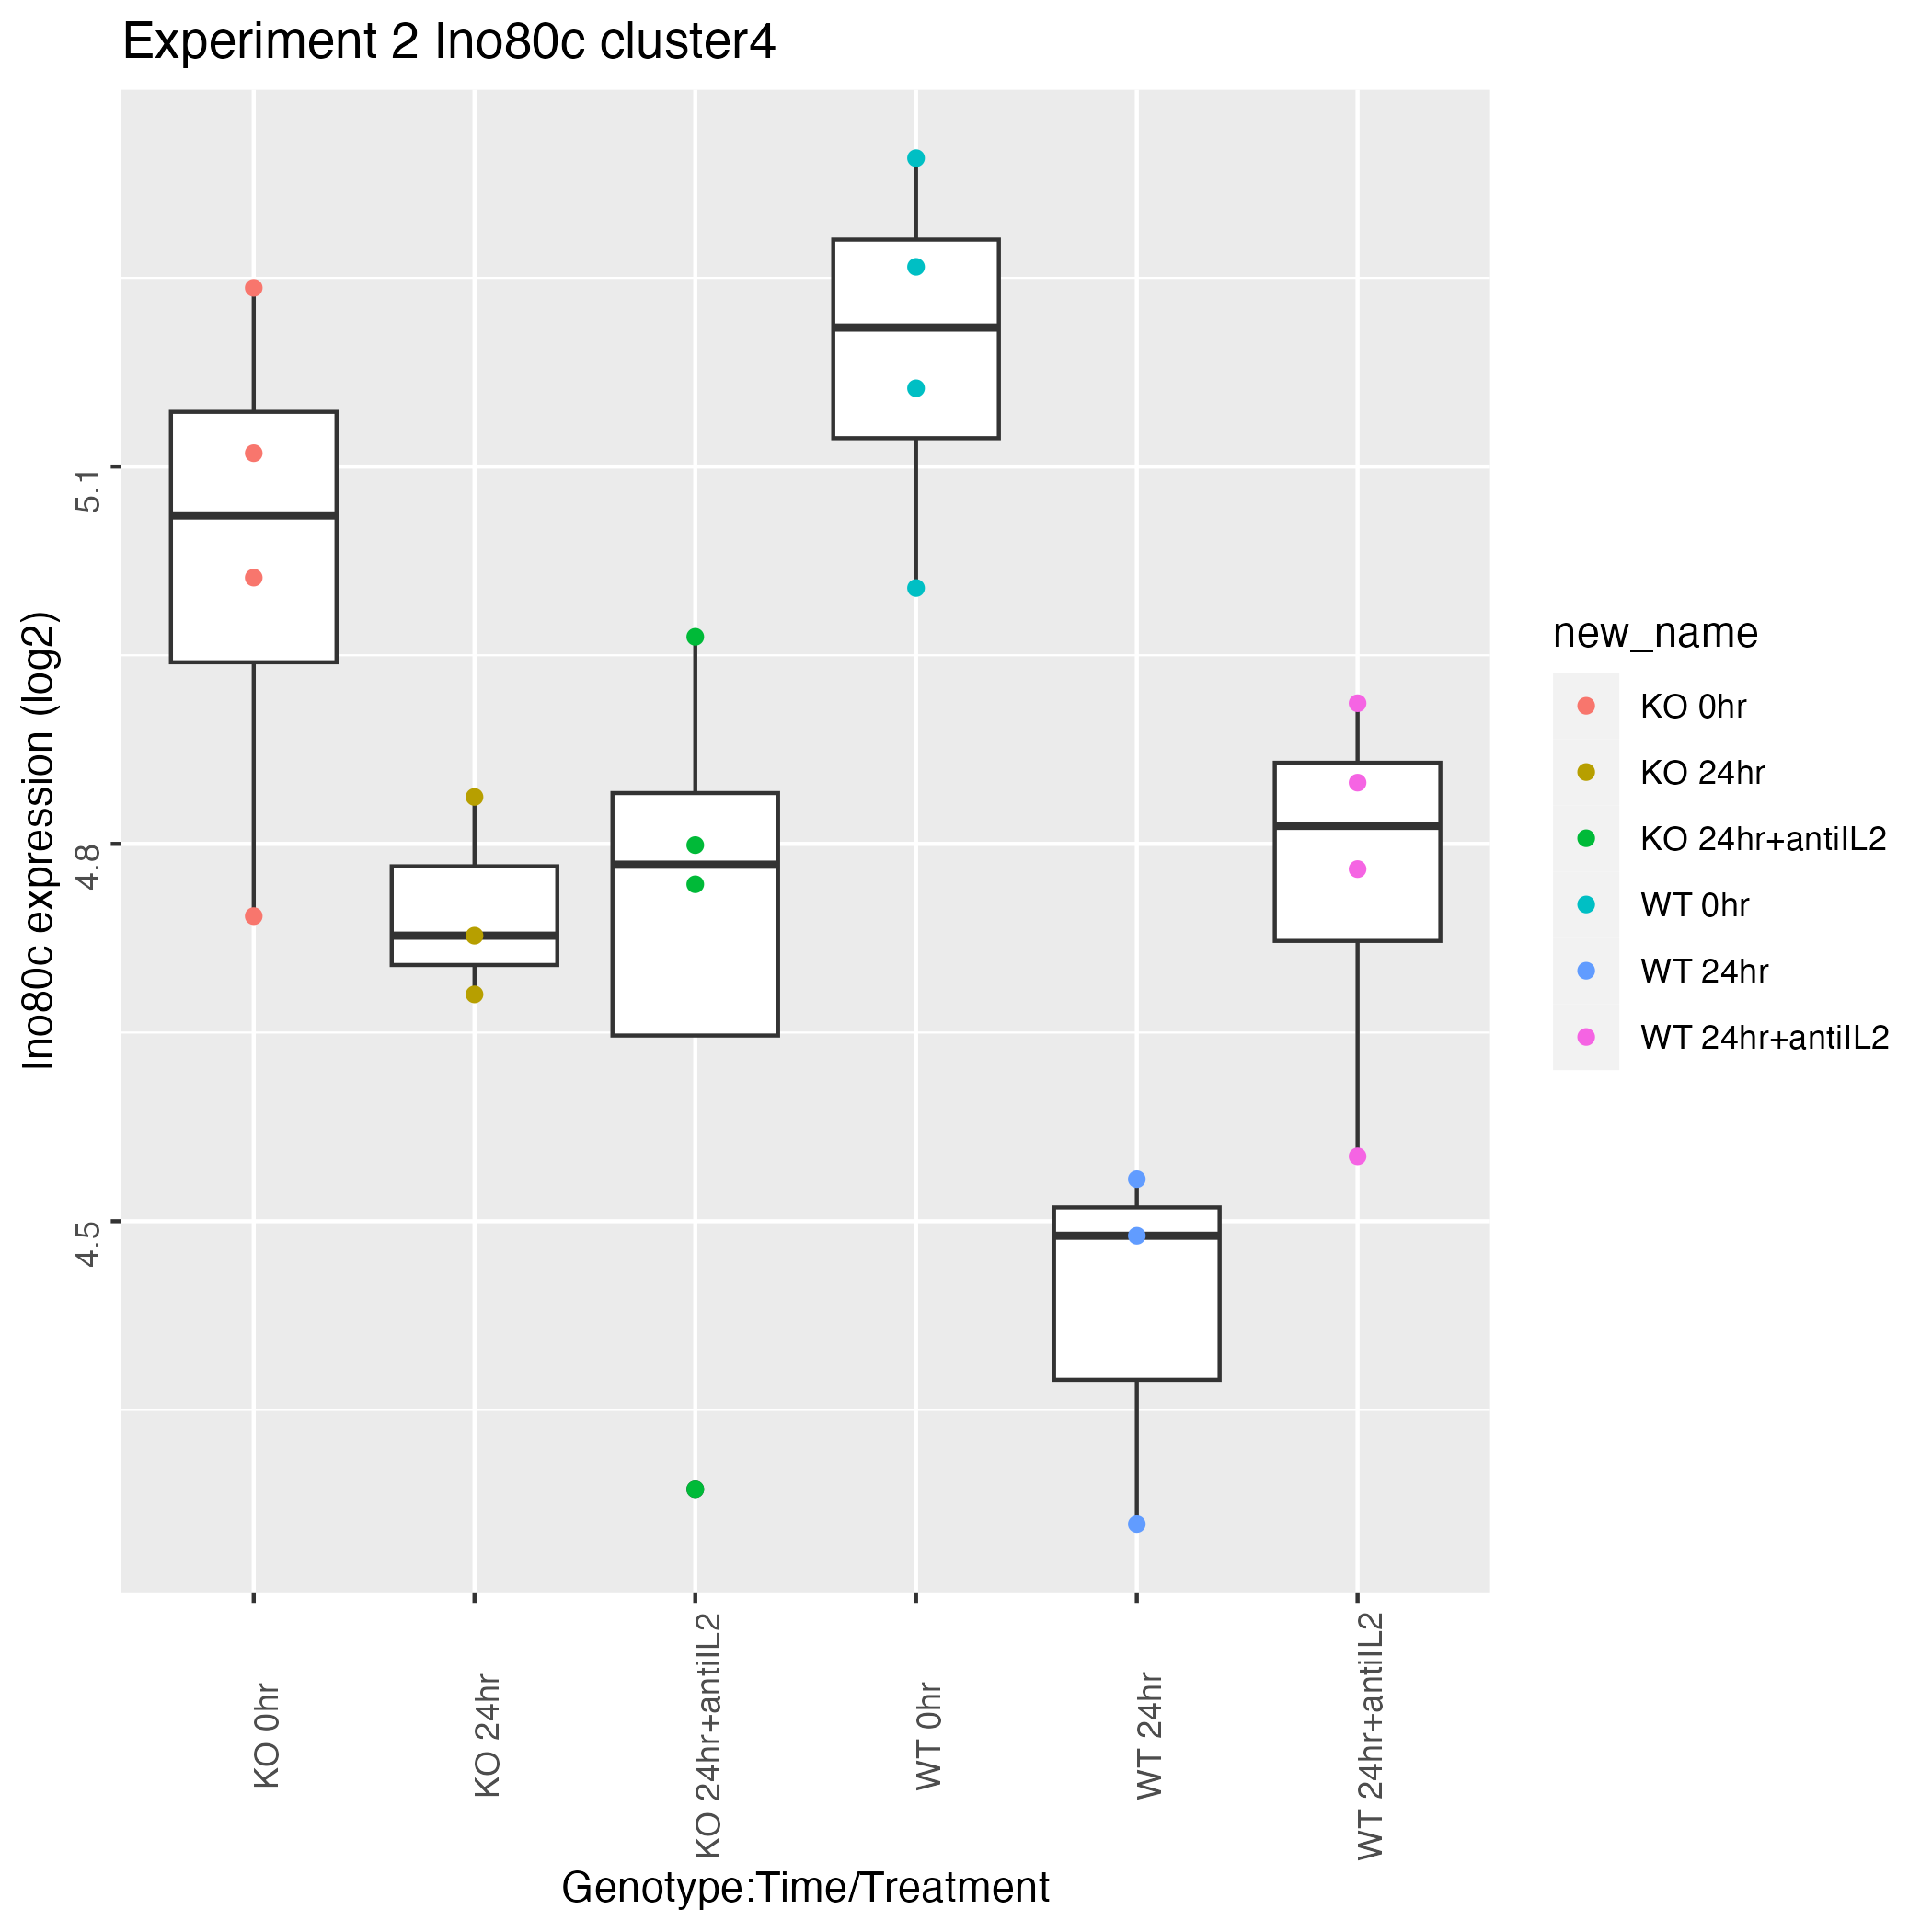 Experiment 2 Ino80c cluster4
Ino80c expression (log2)
5.1
4.8
4.5
KO 0hr
KO 24hr
KO 24hr+antiIL2
WT 0hr
WT 24hr
WT 24hr+antiIL2
Genotype:Time/Treatment
new_name
KO 0hr
KO 24hr
KO 24hr+antiIL2
WT 0hr
WT 24hr
WT 24hr+antiIL2